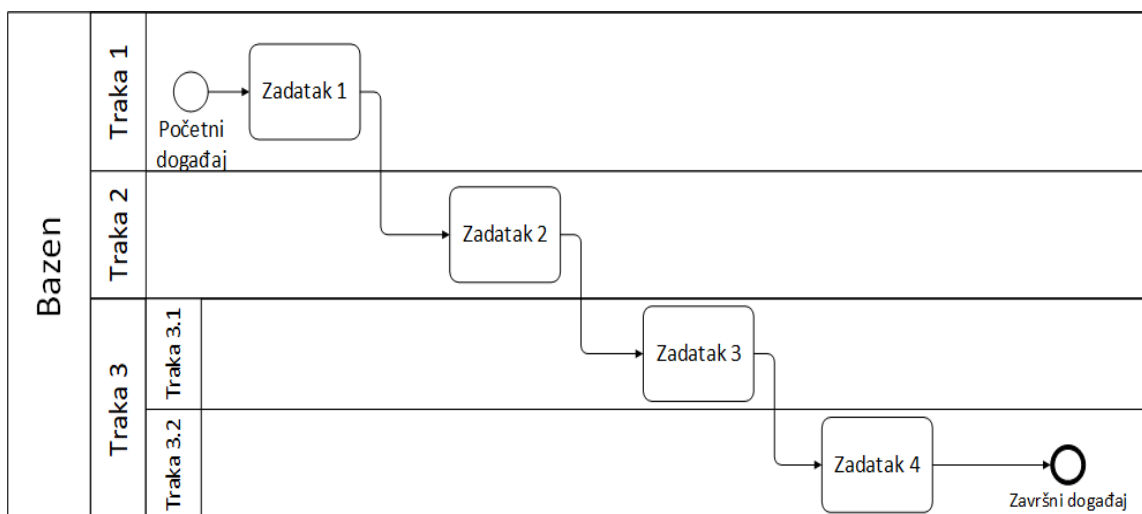 Bazen
Traka 1
Početni
događaj
Zadatak 1
Traka 2
Zadatak 2
Traka 3
Traka 3.1
Zadatak 3
Traka 3.2
Zadatak 4
Završni događaj